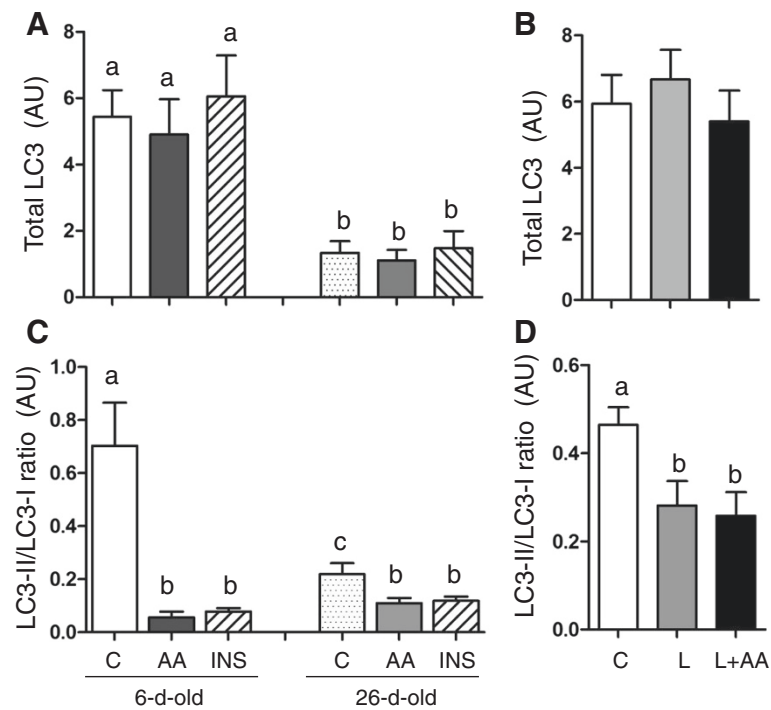 A
B
Total LC3 (AU)
8
6
4
2
0
a
a
a
b
b
b
Total LC3 (AU)
8
6
4
2
0
C
D
LC3-II/LC3-I ratio (AU)
1.0
0.8
0.6
0.4
0.2
0.0
a
b
b
c
b
b
C AA INS C AA INS
6-d-old 26-d-old
LC3-II/LC3-I ratio (AU)
0.6
0.4
0.2
0.0
a
b
b
C L L+AA